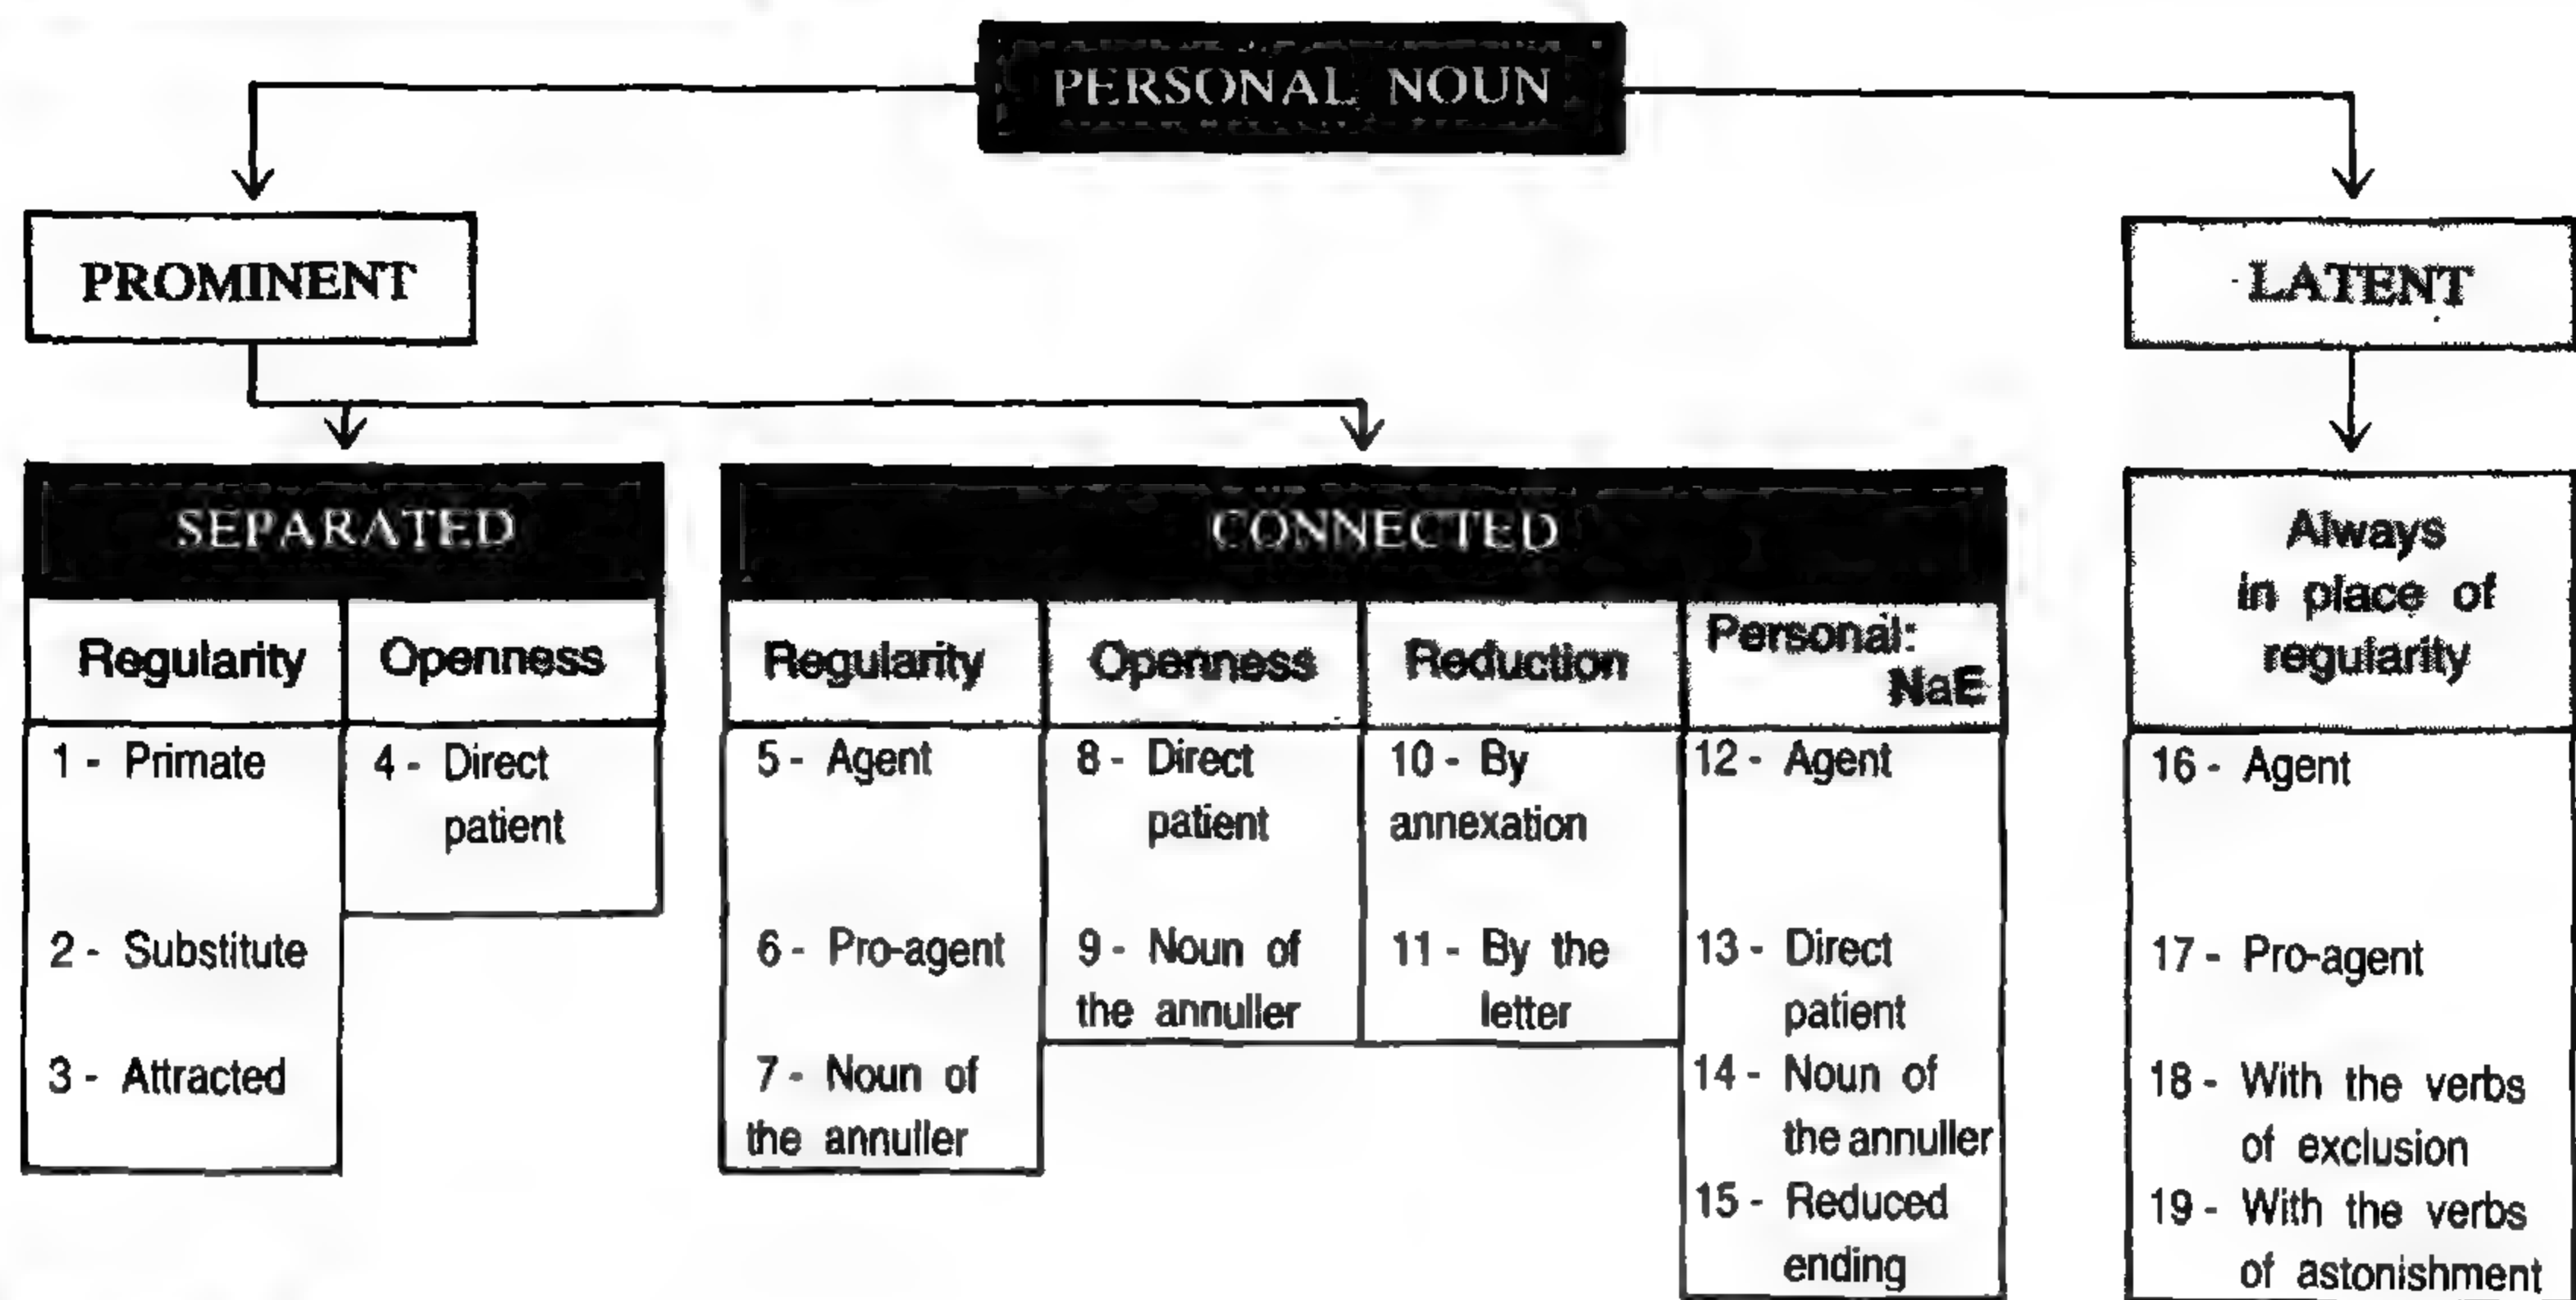 PERSONAL NOUN
PROMINENT
LATENT
SEPARATED
Regularity
Openness
1 - Primate
2 - Substitute
3 - Attracted
4 - Direct
patient
CONNECTED
Regularity
Openness
Reduction
Personal:
NaE
5 - Agent
6 - Pro-agent
7 - Noun of
the annuller
8 - Direct
patient
9 - Noun of
the annuller
10 - By
annexation
11 - By the
letter
12 - Agent
13 - Direct
patient
14 - Noun of
the annuller
15 - Reduced
ending
Always
in place of
regularity
16 - Agent
17 - Pro-agent
18 - With the verbs
of exclusion
19 - With the verbs
of astonishment